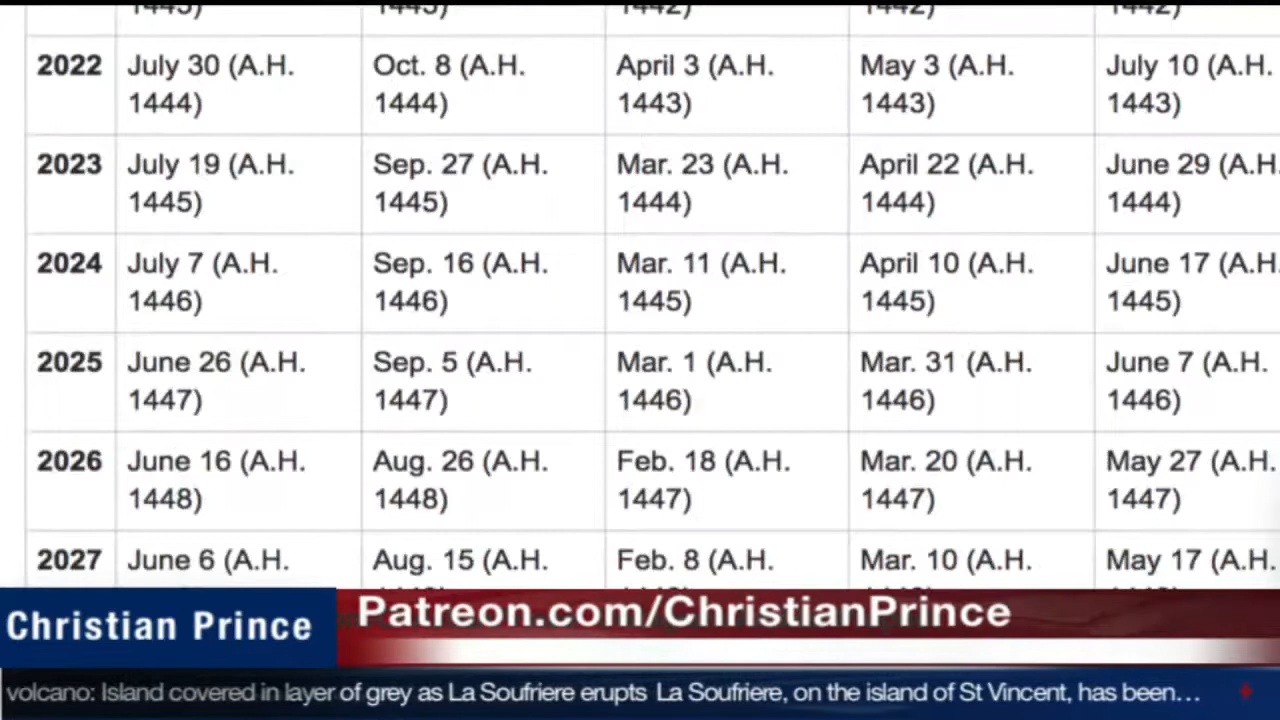 1443) 1443) 1442) 1442) 1442)
2022 July 30 (A.H. Oct. 8 (A.H. April 3 (A.H. May 3 (A.H. July 10 (A.H.
1444) 1444) 1443) 1443) 1443)
2023 July 19 (A.H. Sep. 27 (A.H. Mar. 23 (A.H. April 22 (A.H. June 29 (A.H.
1445) 1445) 1444) 1444) 1444)
2024 July 7 (A.H. Sep. 16 (A.H. Mar. 11 (A.H. April 10 (A.H. June 17 (A.H.
1446) 1446) 1445) 1445) 1445)
2025 June 26 (A.H. Sep. 5 (A.H. Mar. 1 (A.H. Mar. 31 (A.H. June 7 (A.H.
1447) 1447) 1446) 1446) 1446)
2026 June 16 (A.H. Aug. 26 (A.H. Feb. 18 (A.H. Mar. 20 (A.H. May 27 (A.H.
1448) 1448) 1447) 1447) 1447)
2027 June 6 (A.H. Aug. 15 (A.H. Feb. 8 (A.H. Mar. 10 (A.H. May 17 (A.H.
Christian Prince Patreon.com/ChristianPrince
volcano: Island covered in layer of grey as La Soufriere erupts La Soufriere, on the island of St Vincent, has been...